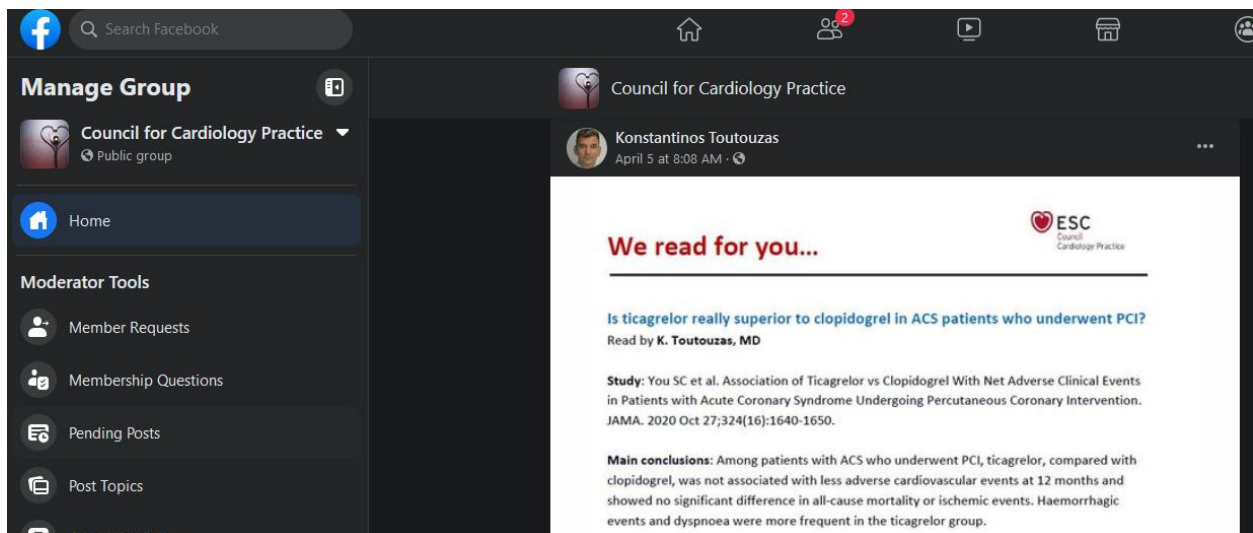 Search Facebook
2
Manage Group
Council for Cardiology Practice
Public group
Home
Moderator Tools
Member Requests
Membership Questions
Pending Posts
Post Topics
Council for Cardiology Practice
Konstantinos Toutouzas
April 5 at 8:08 AM ·
ESC
Council
Cardiology Practice
We read for you...
Is ticagrelor really superior to clopidogrel in ACS patients who underwent PCI?
Read by K. Toutouzas, MD
Study: You SC et al. Association of Ticagrelor vs Clopidogrel With Net Adverse Clinical Events
in Patients with Acute Coronary Syndrome Undergoing Percutaneous Coronary Intervention.
JAMA. 2020 Oct 27;324(16):1640-1650.
Main conclusions: Among patients with ACS who underwent PCI, ticagrelor, compared with
clopidogrel, was not associated with less adverse cardiovascular events at 12 months and
showed no significant difference in all-cause mortality or ischemic events. Haemorrhagic
events and dyspnoea were more frequent in the ticagrelor group.